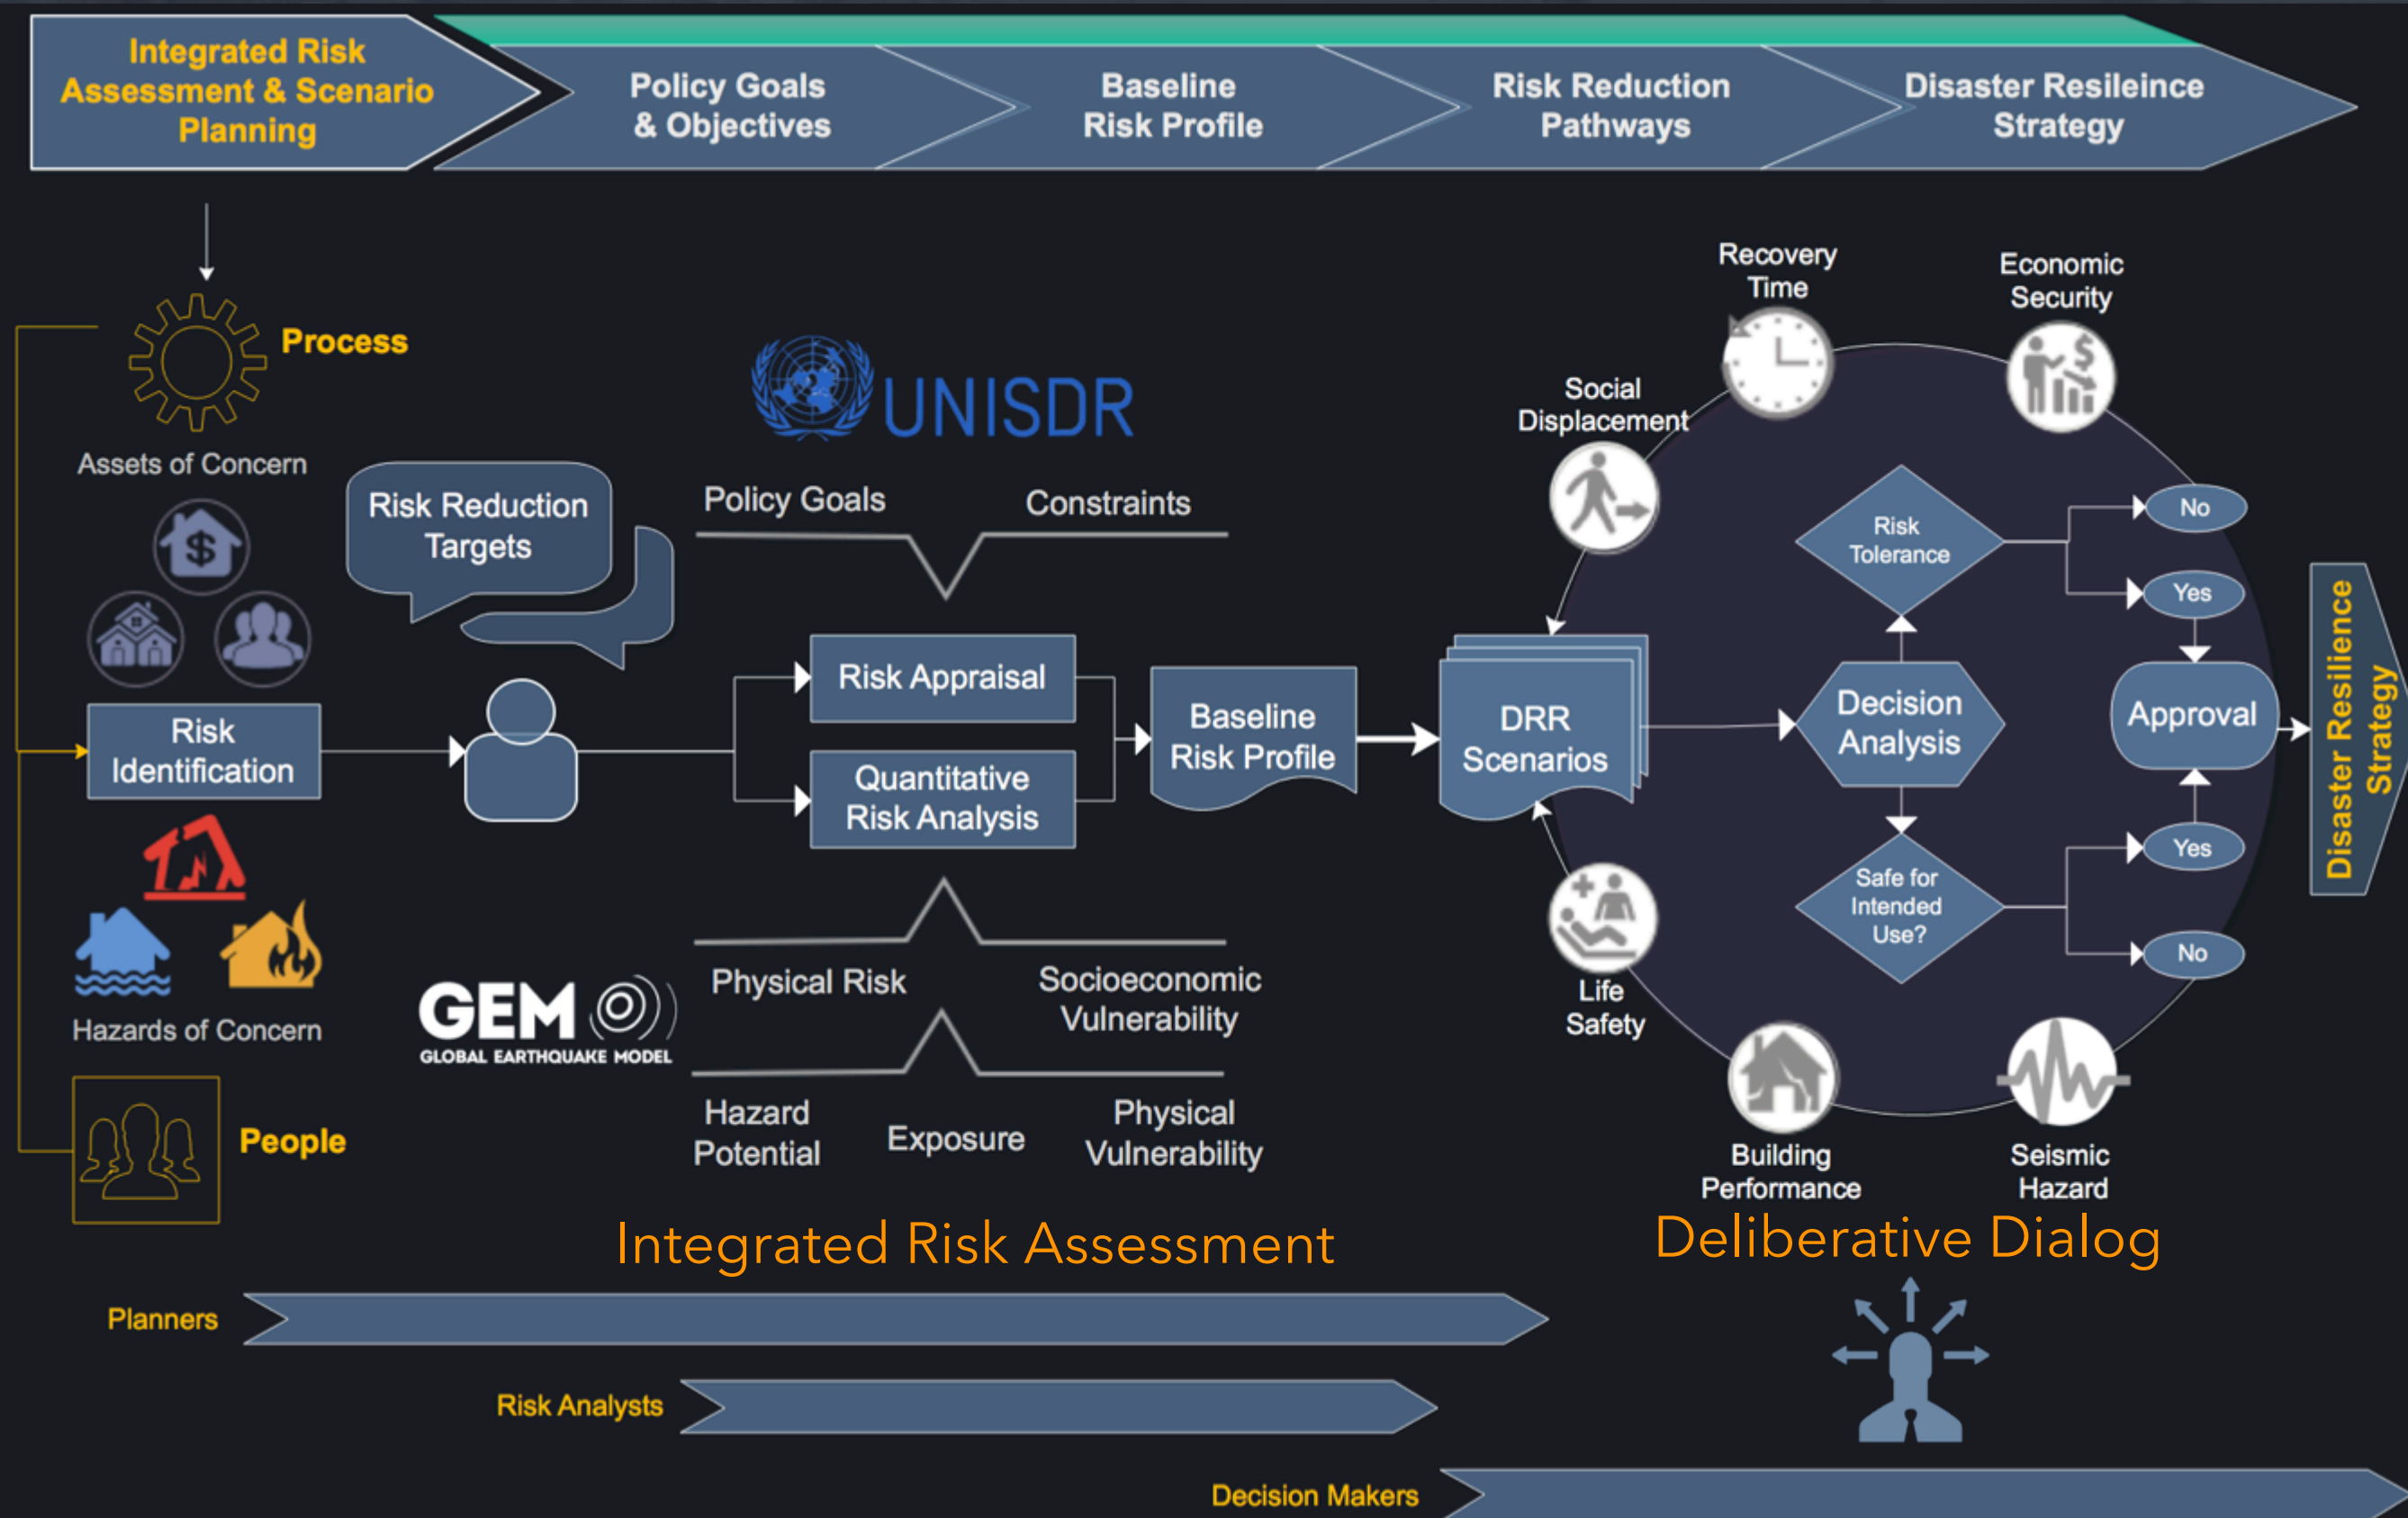 Integrated Risk
Assessment & Scenario
Planning
Policy Goals
& Objectives
Baseline
Risk Profile
Risk Reduction
Pathways
Disaster Resileince
Strategy
Process
Assets of Concern
$
Risk
Identification
Hazards of Concern
People
Risk Reduction
Targets
UNISDR
Policy Goals
Constraints
Risk Appraisal
Quantitative
Risk Analysis
Baseline
Risk Profile
GEM
GLOBAL EARTHQUAKE MODEL
Physical Risk
Socioeconomic
Vulnerability
Hazard
Potential
Exposure
Physical
Vulnerability
Recovery
Time
Economic
Security
$
Social
Displacement
DRR
Scenarios
Risk
Tolerance
No
Yes
Decision
Analysis
Approval
Safe for
Intended
Use?
Yes
No
Life
Safety
Building
Performance
Seismic
Hazard
Disaster Resilience
Strategy
Integrated Risk Assessment
Deliberative Dialog
Planners
Risk Analysts
Decision Makers